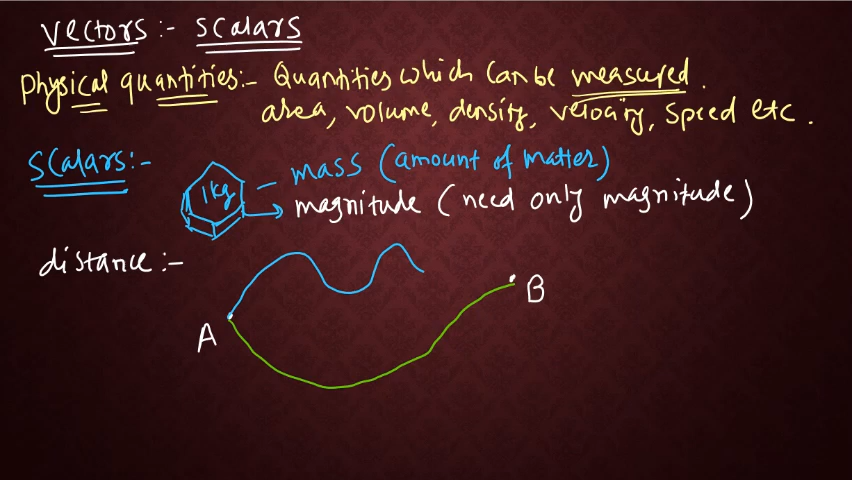 Vectors :- Scalars
Physical quantities:- Quantities which can be measured.
area, volume, density, velocity, Speed etc.
Scalars:-
1kg - mass (amount of matter)
magnitude (need only magnitude)
distance :-
B
A